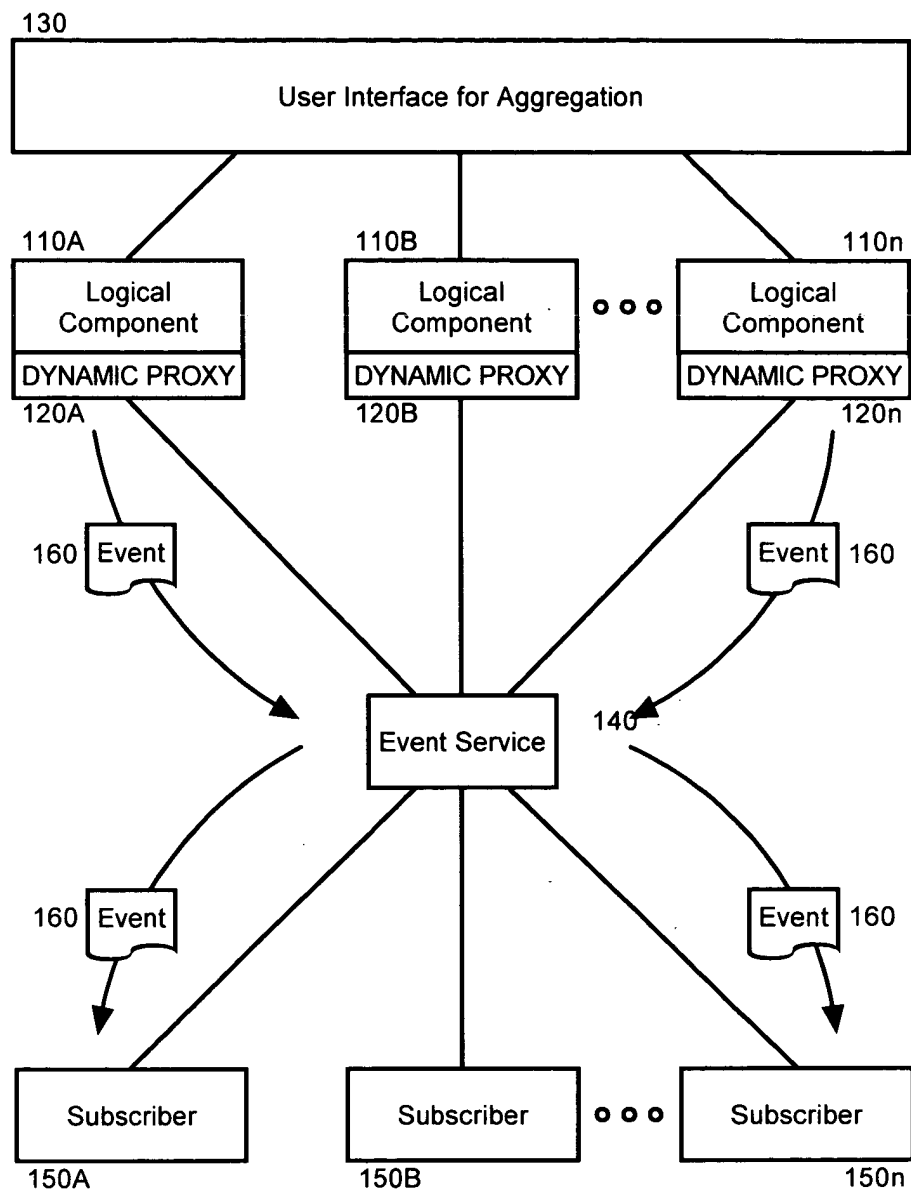 130
User Interface for Aggregation
110A
110B
110n
Logical
Component
Logical
Component
Logical
Component
DYNAMIC PROXY
DYNAMIC PROXY
DYNAMIC PROXY
120A
120B
120n
160
Event
Event
160
140
Event Service
160
Event
Event
160
Subscriber
Subscriber
Subscriber
150A
150B
150n